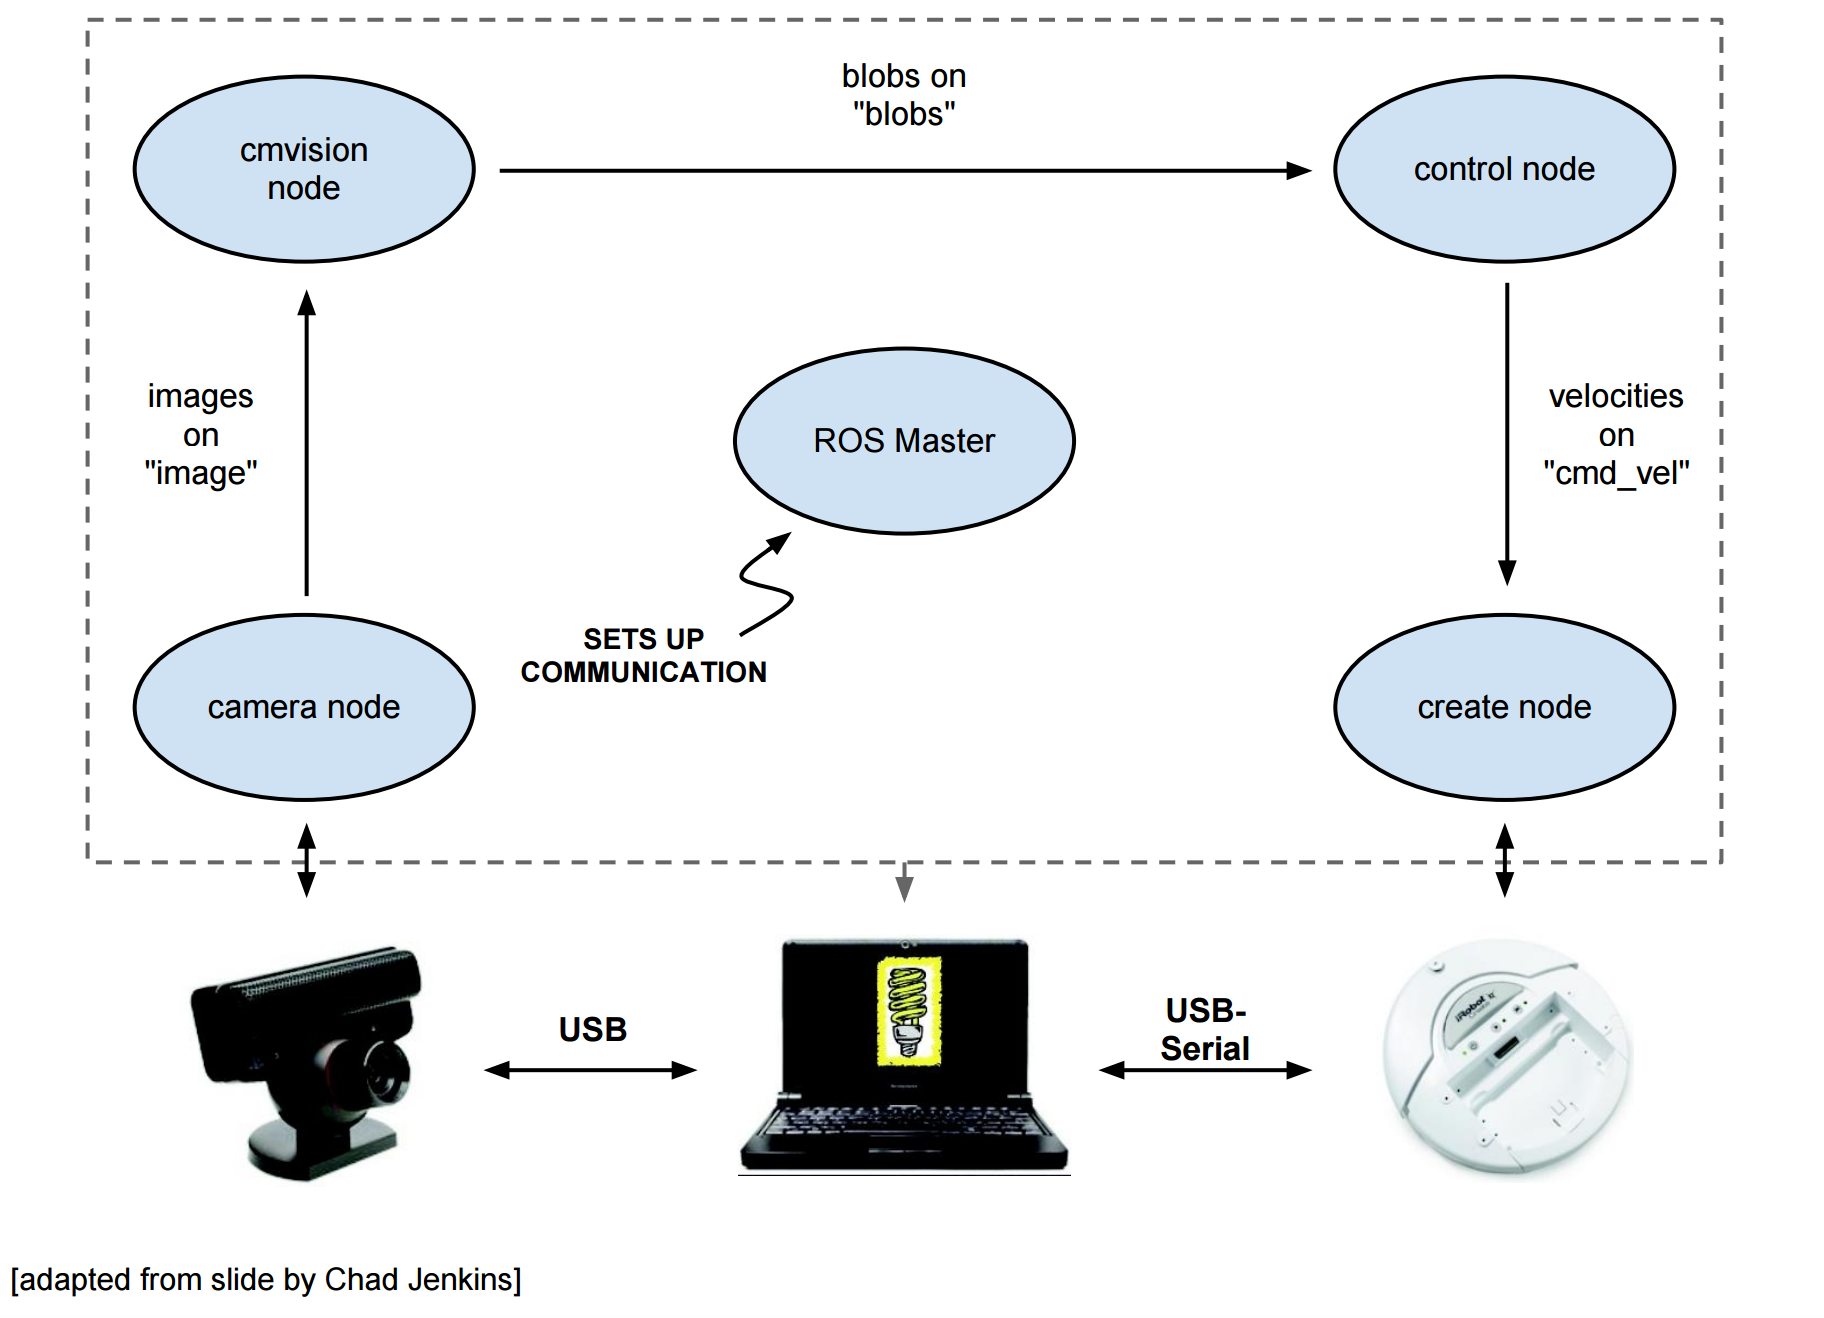 blobs on
"blobs"
cmvision
node
control node
images
on
"image"
ROS Master
velocities
on
"cmd_vel"
SETS UP
COMMUNICATION
camera node
create node
USB
USB-
Serial
iRobot
[adapted from slide by Chad Jenkins]